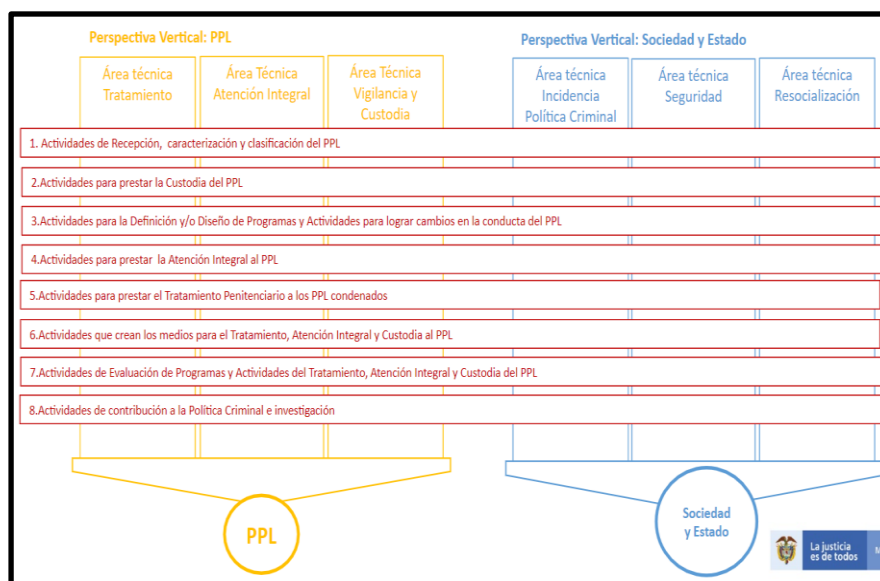 Perspectiva Vertical: PPL
Perspectiva Vertical: Sociedad y Estado
Área técnica
Tratamiento
Área Técnica
Atención Integral
Área Técnica
Vigilancia y
Custodia
Área técnica
Incidencia
Política Criminal
Área técnica
Seguridad
Área técnica
Resocialización
1. Actividades de Recepción, caracterización y clasificación del PPL
2.Actividades para prestar la Custodia del PPL
3.Actividades para la Definición y/o Diseño de Programas y Actividades para lograr cambios en la conducta del PPL
4.Actividades para prestar la Atención Integral al PPL
5.Actividades para prestar el Tratamiento Penitenciario a los PPL condenados
6.Actividades que crean los medios para el Tratamiento, Atención Integral y Custodia al PPL
7.Actividades de Evaluación de Programas y Actividades del Tratamiento, Atención Integral y Custodia del PPL
8.Actividades de contribución a la Política Criminal e investigación
PPL
Sociedad
y Estado
La justicia
es de todos